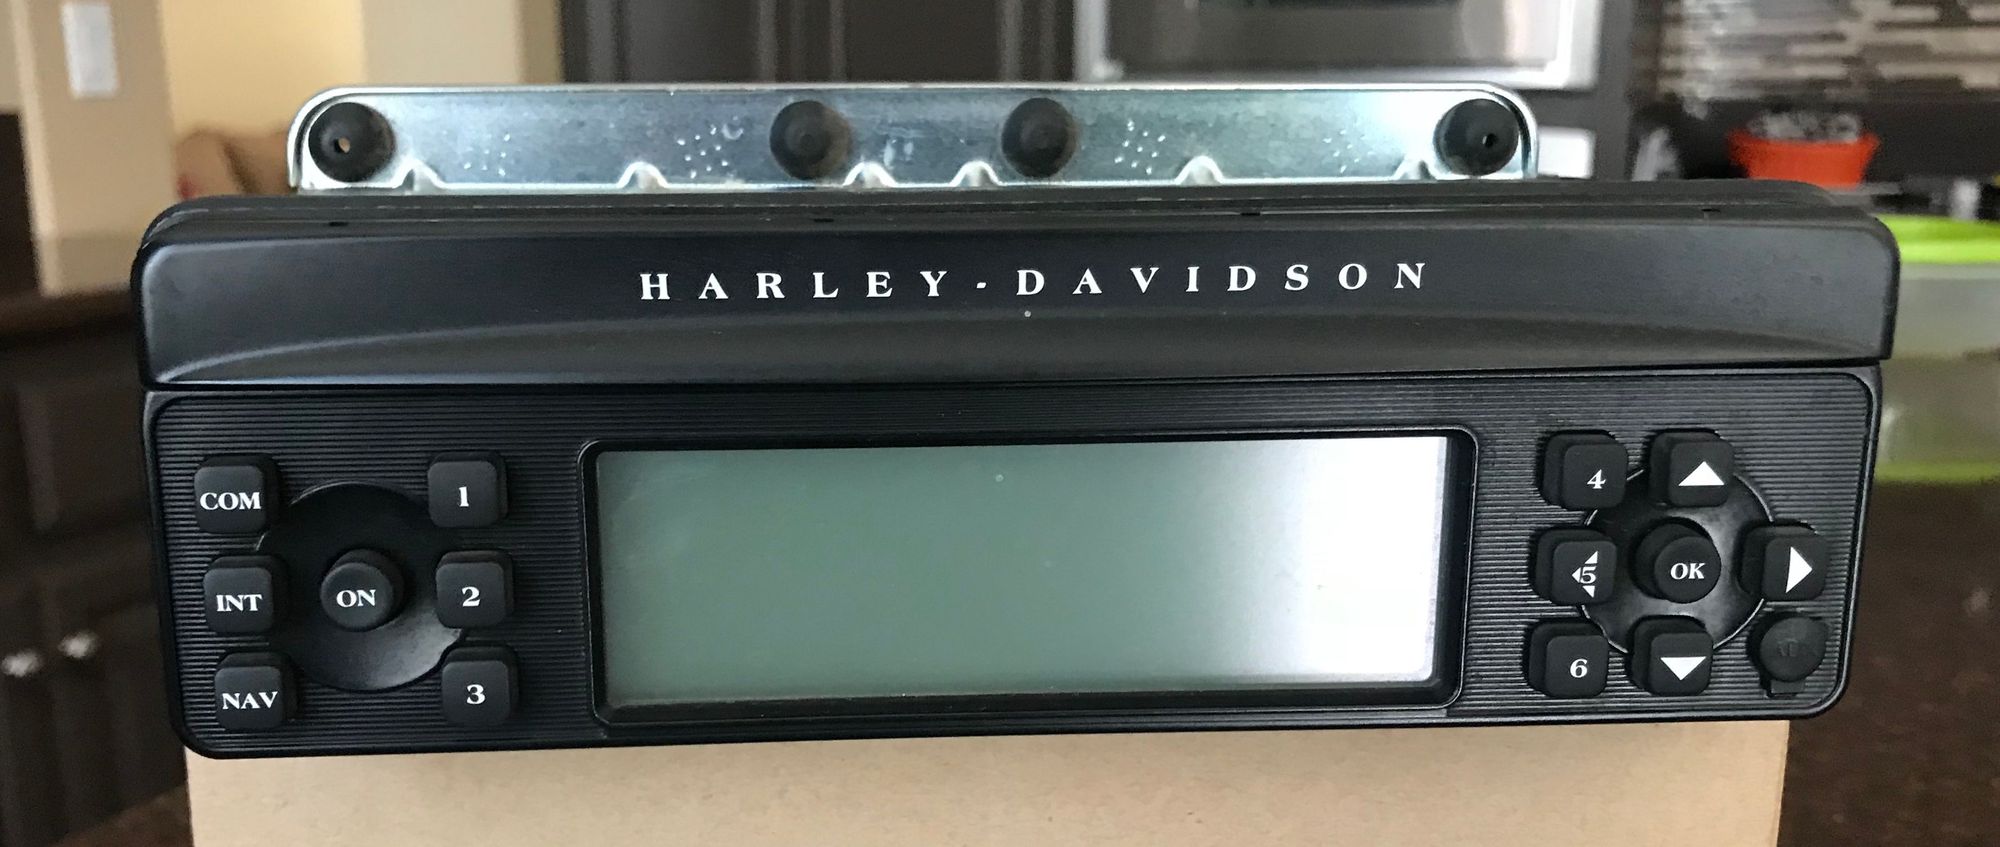 HARLEY-DAVIDSON
COM
1
INT
ON
2
NAV
3
4
5
OK
6